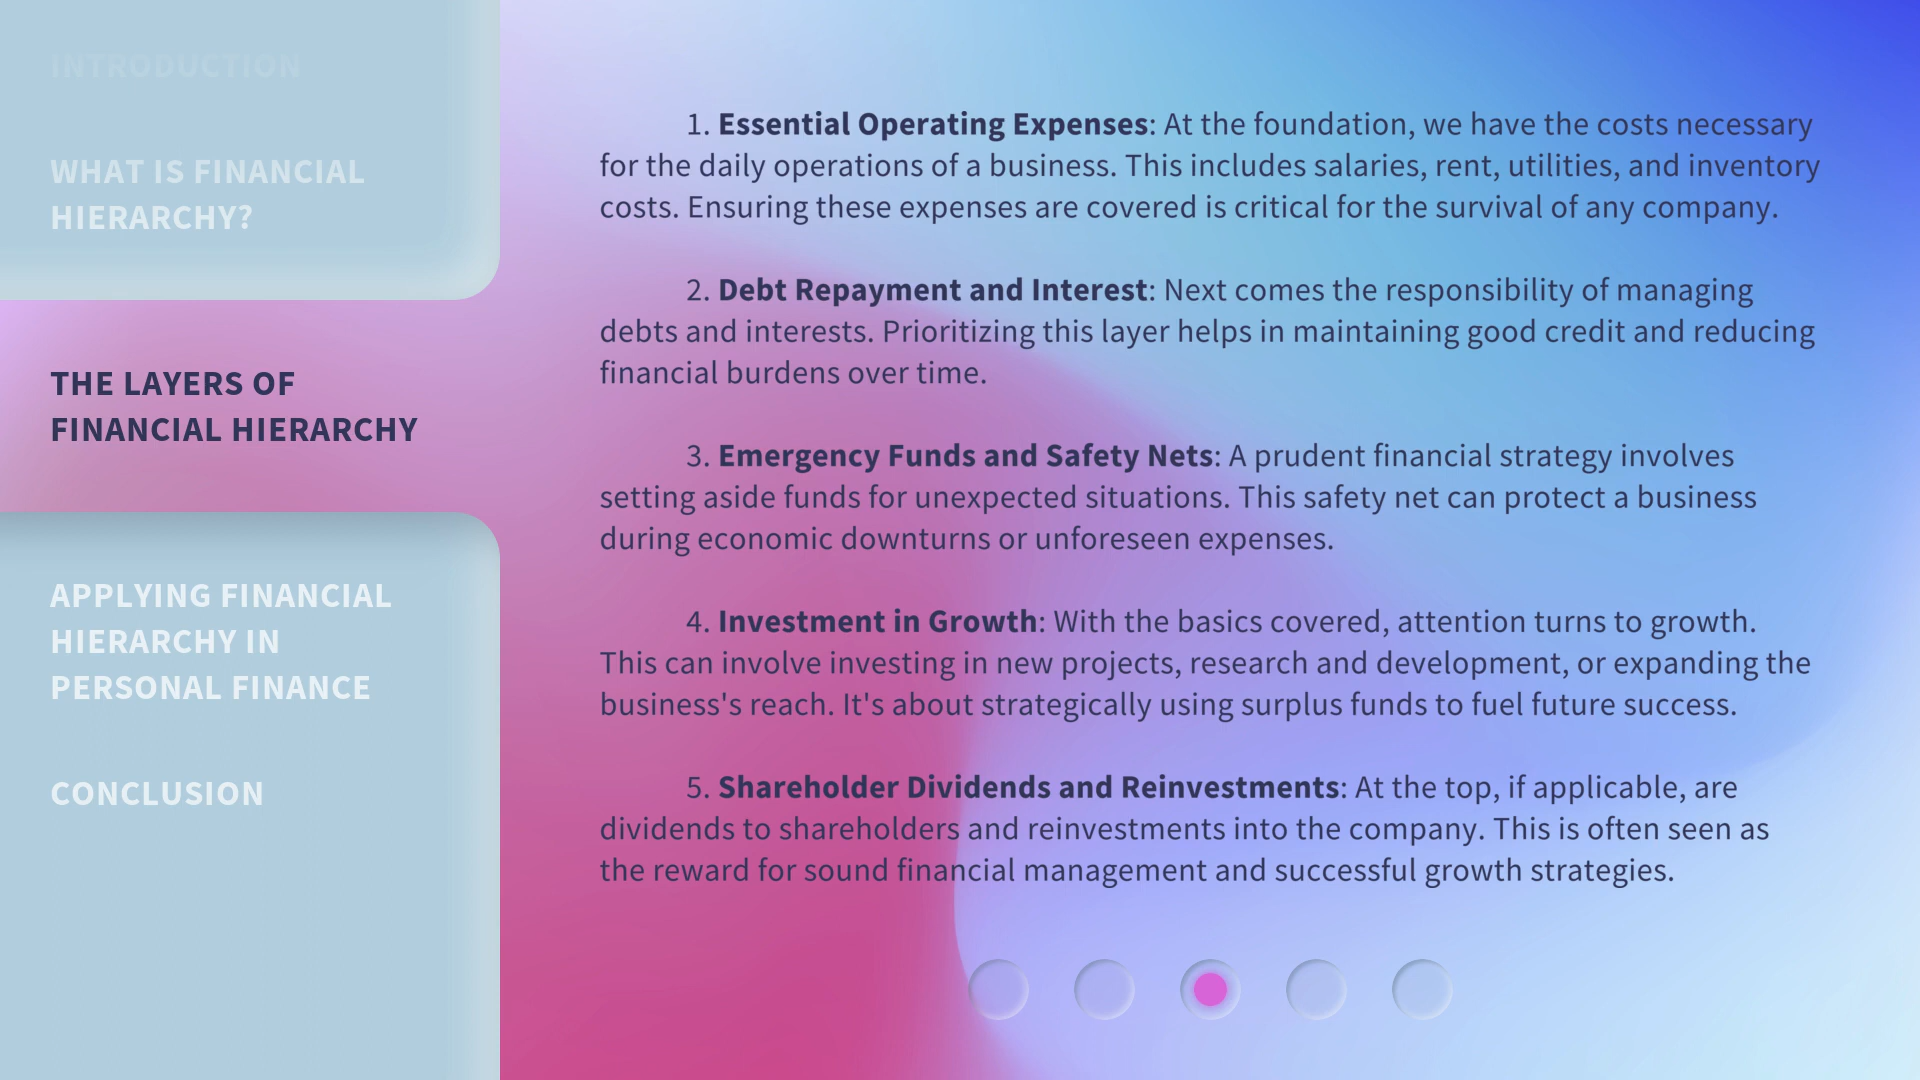 INTRODUCTION
WHAT IS FINANCIAL
HIERARCHY?
THE LAYERS OF
FINANCIAL HIERARCHY
APPLYING FINANCIAL
HIERARCHY IN
PERSONAL FINANCE
CONCLUSION
1. Essential Operating Expenses: At the foundation, we have the costs necessary
for the daily operations of a business. This includes salaries, rent, utilities, and inventory
costs. Ensuring these expenses are covered is critical for the survival of any company.
2. Debt Repayment and Interest: Next comes the responsibility of managing
debts and interests. Prioritizing this layer helps in maintaining good credit and reducing
financial burdens over time.
3. Emergency Funds and Safety Nets: A prudent financial strategy involves
setting aside funds for unexpected situations. This safety net can protect a business
during economic downturns or unforeseen expenses.
4. Investment in Growth: With the basics covered, attention turns to growth.
This can involve investing in new projects, research and development, or expanding the
business's reach. It's about strategically using surplus funds to fuel future success.
5. Shareholder Dividends and Reinvestments: At the top, if applicable, are
dividends to shareholders and reinvestments into the company. This is often seen as
the reward for sound financial management and successful growth strategies.